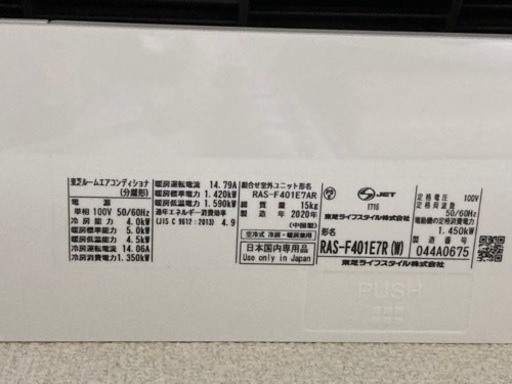 東芝ルームエアコンディショナ
(分離形)
電 源
単相 100V 50/60Hz
冷 房 能 力 4.0kW
暖 房 能 力 5.0kW
暖房低温能力 4.5kW
冷房運転電流 14.06A
冷房消費電力1.350kW
暖房運転電流 14.79A
暖房標準電力 1.420kW
暖房低温電力 1.590kW
通年エネルギー消費効率
(JIS C 9612:2013) 4.9
組合せ室外ユニット形名
RAS-F401E7AR
総 質 量 15kg
製 造 年 2020年
(中国製)
空冷式 冷房・暖房兼用
日本国内専用品
Use only in Japan
JET
1716
東芝ライフスタイル株式会社
形名
RAS-F401E7R(W)
東芝ライフスタイル株式会社
定 格 電 圧 100V
定 格 周 波 数
50/60Hz
電動機の定格消費電力
1.450kW
製 造 番 号
044A0675
PUSH